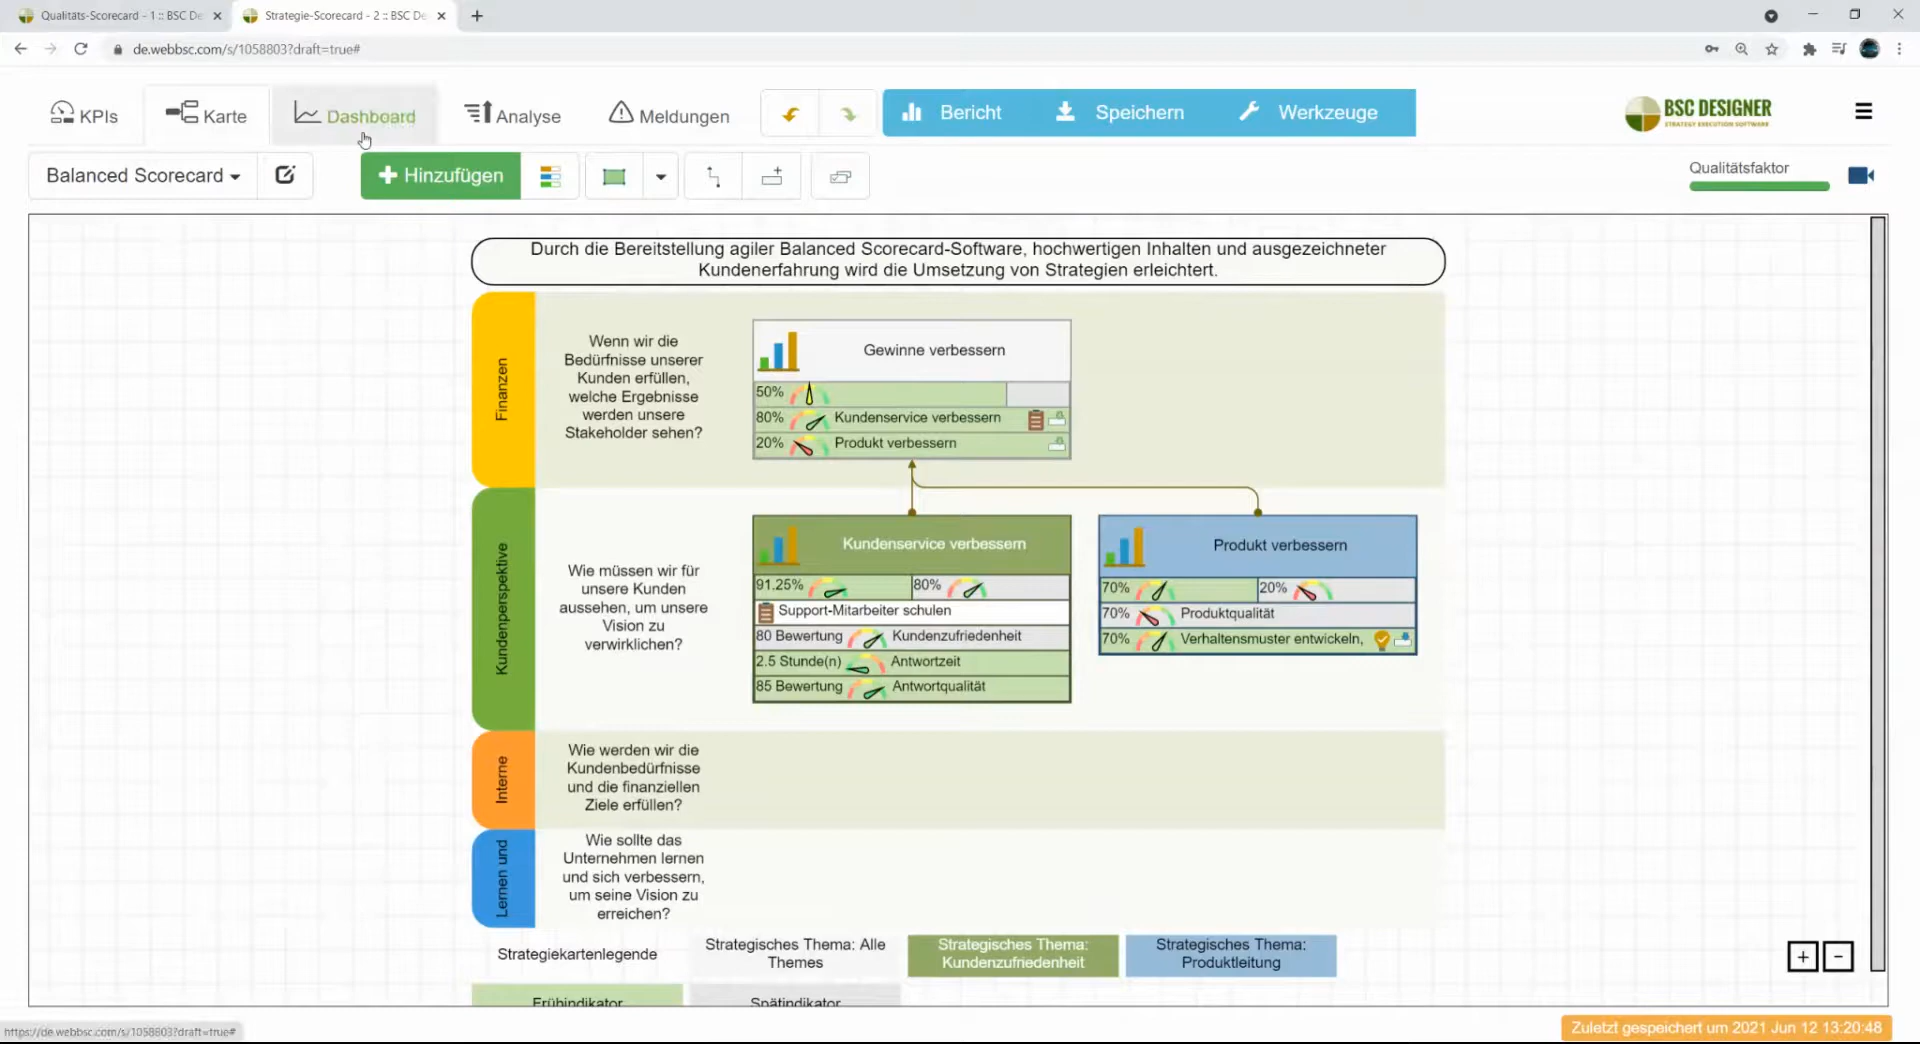 Qualitäts-Scorecard - 1 :: BSC De
Strategie-Scorecard - 2 :: BSC De
de.webbsc.com/s/1058803?draft=true#
KPIs
Karte
Dashboard
Analyse
Meldungen
Bericht
Speichern
Werkzeuge
BSC DESIGNER
STRATEGY EXECUTION SOFTWARE
Balanced Scorecard
Hinzufügen
Qualitätsfaktor
Durch die Bereitstellung agiler Balanced Scorecard-Software, hochwertigen Inhalten und ausgezeichneter
Kundenerfahrung wird die Umsetzung von Strategien erleichtert.
Finanzen
Wenn wir die
Bedürfnisse unserer
Kunden erfüllen,
welche Ergebnisse
werden unsere
Stakeholder sehen?
Gewinne verbessern
50%
80% Kundenservice verbessern
20% Produkt verbessern
Kundenperspektive
Wie müssen wir für
unsere Kunden
aussehen, um unsere
Vision zu
verwirklichen?
Kundenservice verbessern
91.25% 80%
Support-Mitarbeiter schulen
80 Bewertung Kundenzufriedenheit
2.5 Stunde(n) Antwortzeit
85 Bewertung Antwortqualität
Produkt verbessern
70% 20%
70% Produktqualität
70% Verhaltensmuster entwickeln,
Interne
Wie werden wir die
Kundenbedürfnisse
und die finanziellen
Ziele erfüllen?
Lernen und
Wie sollte das
Unternehmen lernen
und sich verbessern,
um seine Vision zu
erreichen?
Strategiekartenlegende
Strategisches Thema: Alle
Themes
Strategisches Thema:
Kundenzufriedenheit
Strategisches Thema:
Produktleitung
Frühindikator
Spätindikator
+
-
https://de.webbsc.com/s/1058803?draft=true#
Zuletzt gespeichert um 2021 Jun 12 13:20:48